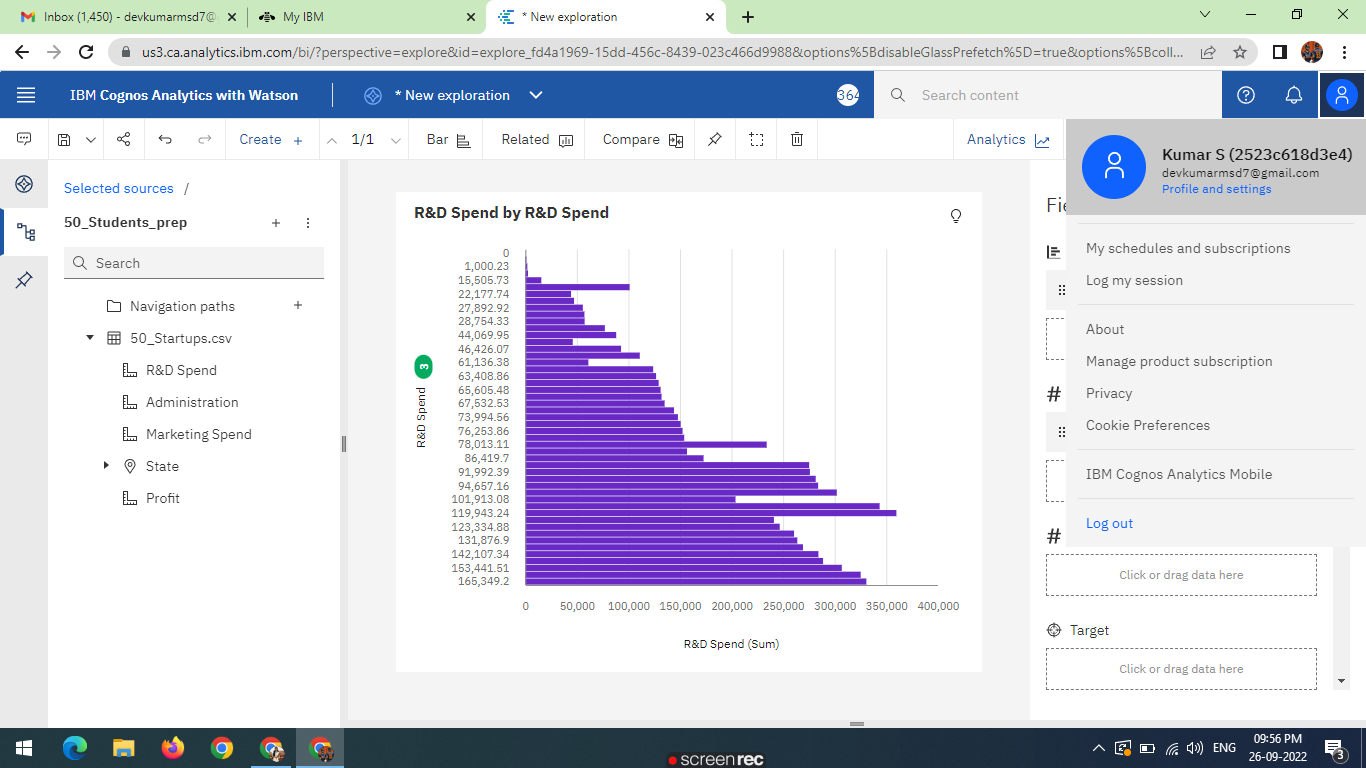 Inbox (1,450) - devkumarmsd7@
My IBM
* New exploration
us3.ca.analytics.ibm.com/bi/?perspective=explore&id=explore_fd4a1969-15dd-456c-8439-023c466d9988&options%5BdisableGlassPrefetch%5D=true&options%5Bcoll...
IBM Cognos Analytics with Watson
* New exploration
364
Search content
Create +
1/1
Bar
Related
Compare
Analytics
Kumar S (2523c618d3e4)
devkumarmsd7@gmail.com
Profile and settings
My schedules and subscriptions
Log my session
About
Manage product subscription
Privacy
Cookie Preferences
IBM Cognos Analytics Mobile
Log out
Selected sources /
50_Students_prep
Search
Navigation paths
50_Startups.csv
R&D Spend
Administration
Marketing Spend
State
Profit
R&D Spend by R&D Spend
0
1,000.23
15,505.73
22,177.74
27,892.92
28,754.33
44,069.95
46,426.07
61,136.38
63,408.86
65,605.48
67,532.53
73,994.56
76,253.86
78,013.11
86,419.7
91,992.39
94,657.16
101,913.08
119,943.24
123,334.88
131,876.9
142,107.34
153,441.51
165,349.2
3
R&D Spend
0 50,000 100,000 150,000 200,000 250,000 300,000 350,000 400,000
R&D Spend (Sum)
Fie
#
#
Click or drag data here
Target
Click or drag data here
screenrec
ENG
09:56 PM
26-09-2022
3